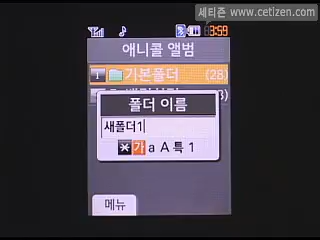 세티즌 www.cetizen.com
3:59
애니콜 앨범
1 기본폴더 (28)
폴더 이름
새폴더1
* 가 a A 특 1
메뉴